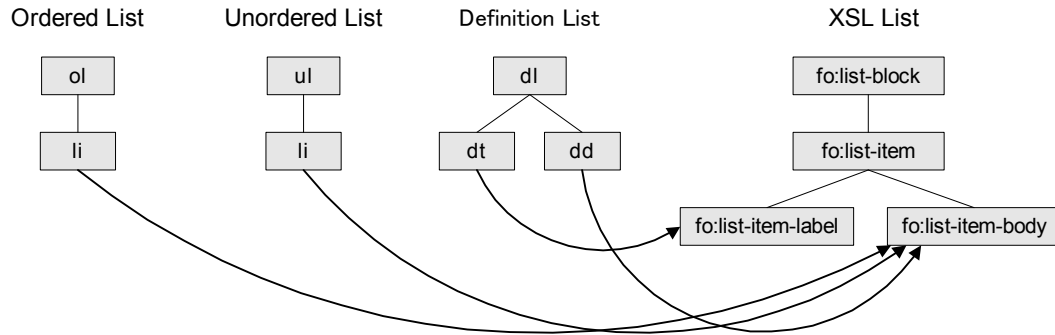 Ordered List
Unordered List
Definition List
XSL List
ol
ul
dl
fo:list-block
li
li
dt
dd
fo:list-item
fo:list-item-label
fo:list-item-body